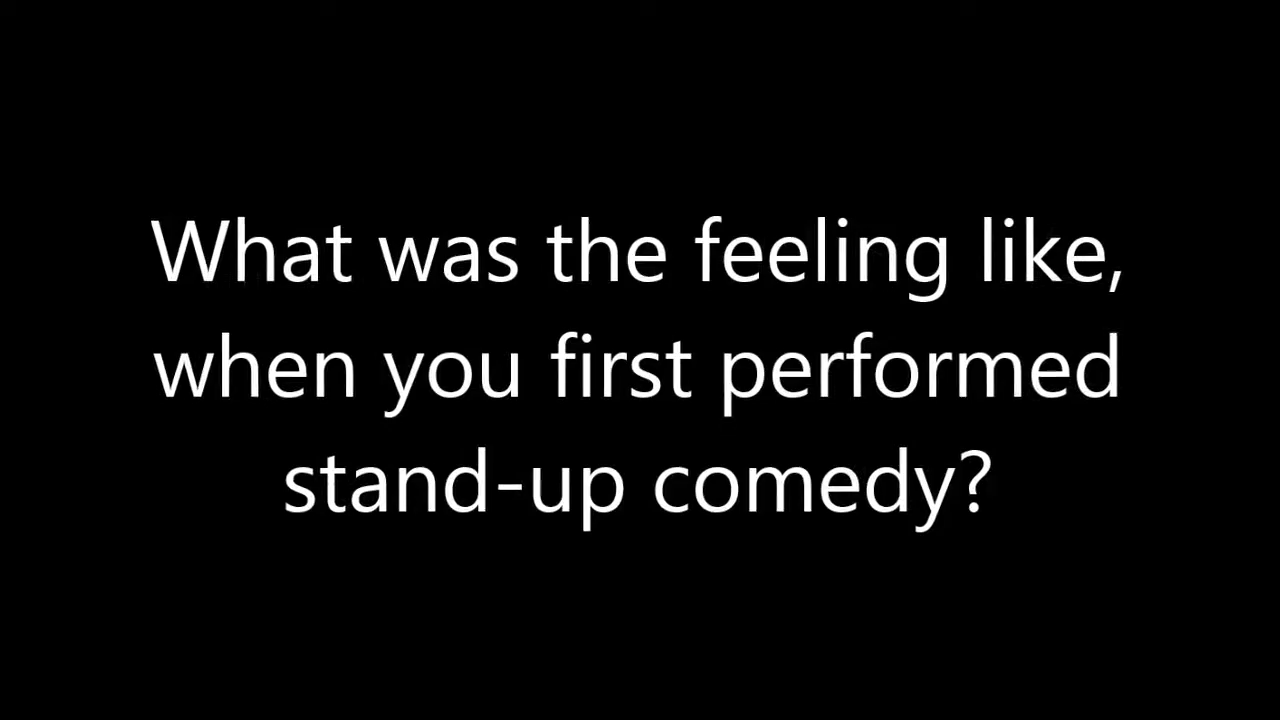 What was the feeling like,
when you first performed
stand-up comedy?